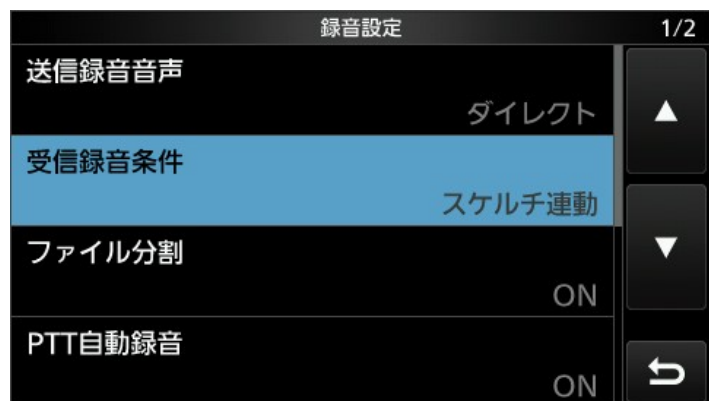 録音設定 1/2
送信録音音声
ダイレクト
受信録音条件
スケルチ連動
ファイル分割
ON
PTT自動録音
ON